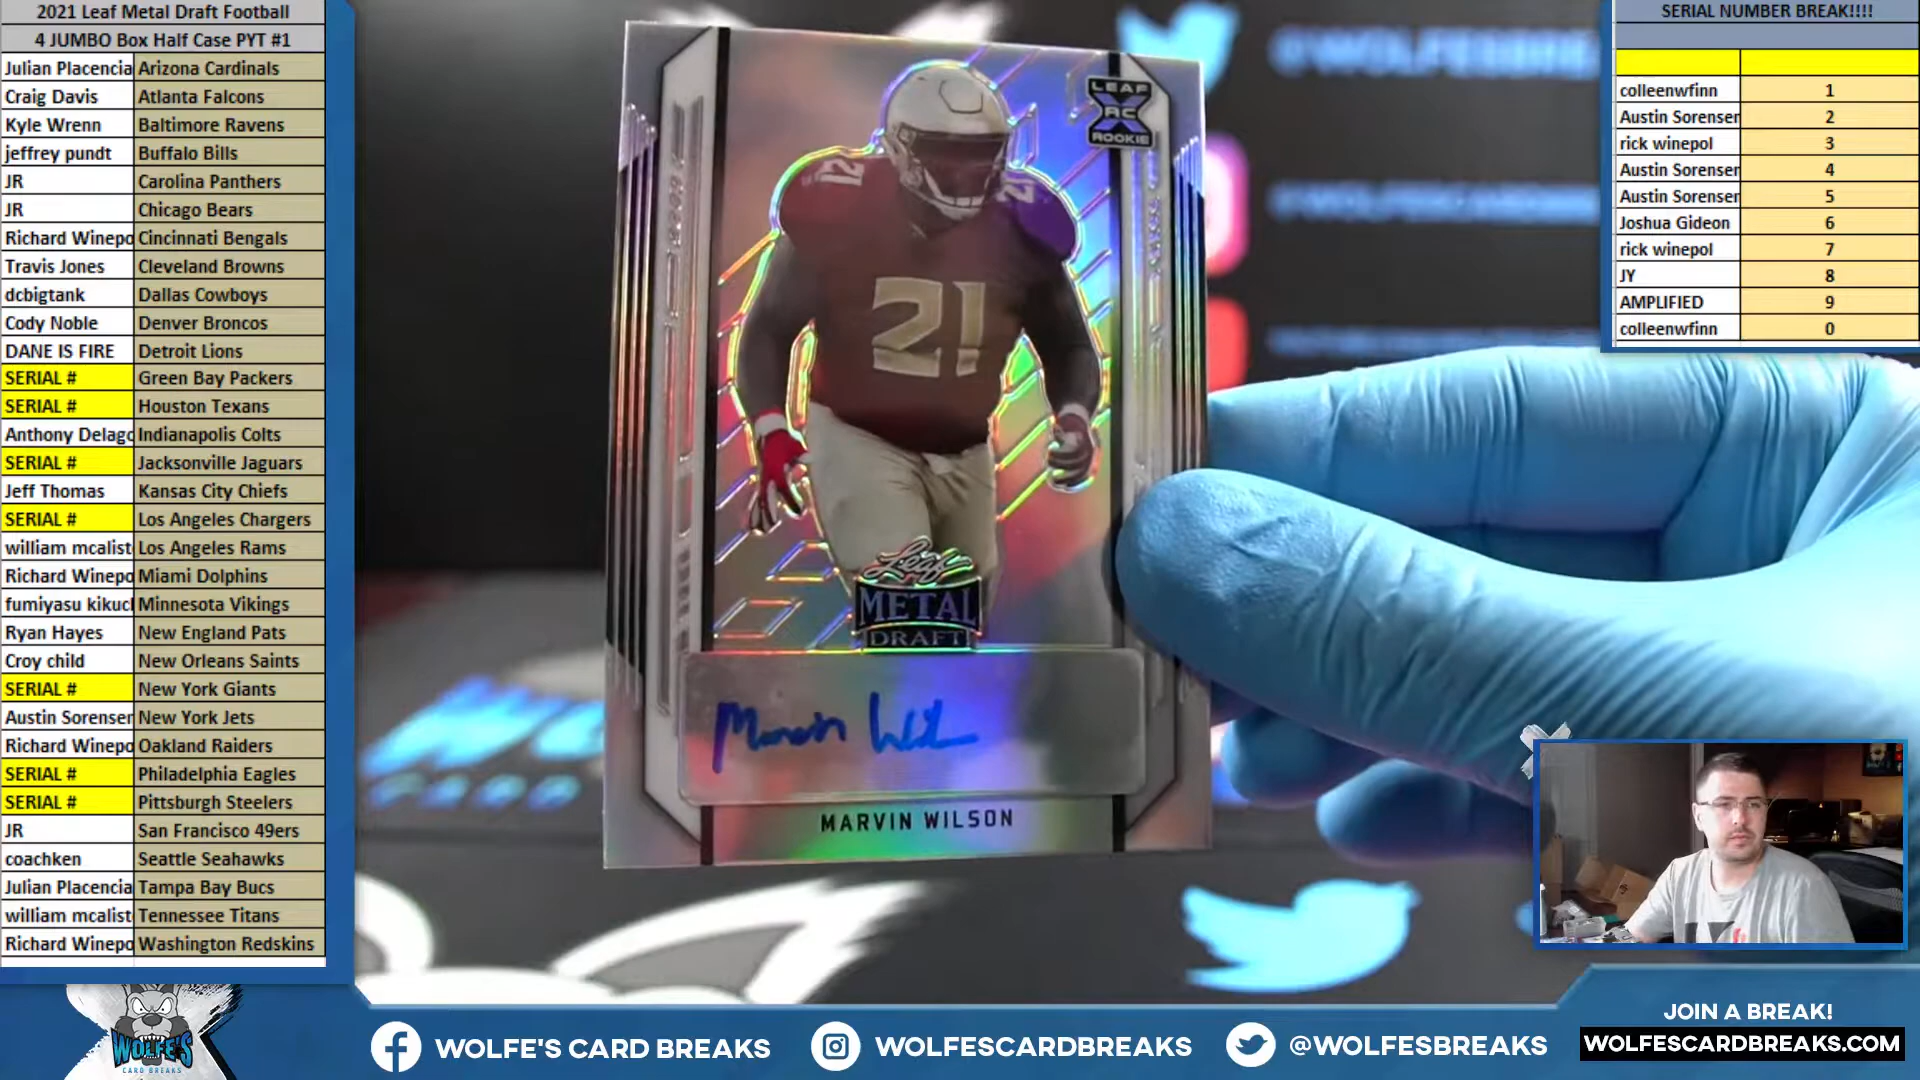 2021 Leaf Metal Draft Football
4 JUMBO Box Half Case PYT #1
Julian Placencia Arizona Cardinals
Craig Davis Atlanta Falcons
Kyle Wrenn Baltimore Ravens
jeffrey pundt Buffalo Bills
JR Carolina Panthers
JR Chicago Bears
Richard Winepo Cincinnati Bengals
Travis Jones Cleveland Browns
dcbigtank Dallas Cowboys
Cody Noble Denver Broncos
DANE IS FIRE Detroit Lions
SERIAL # Green Bay Packers
SERIAL # Houston Texans
Anthony Delago Indianapolis Colts
SERIAL # Jacksonville Jaguars
Jeff Thomas Kansas City Chiefs
SERIAL # Los Angeles Chargers
william mcalist Los Angeles Rams
Richard Winepo Miami Dolphins
fumiyasu kikuc Minnesota Vikings
Ryan Hayes New England Pats
Croy child New Orleans Saints
SERIAL # New York Giants
Austin Sorensen New York Jets
Richard Winepo Oakland Raiders
SERIAL # Philadelphia Eagles
SERIAL # Pittsburgh Steelers
JR San Francisco 49ers
coachken Seattle Seahawks
Julian Placencia Tampa Bay Bucs
william mcalist Tennessee Titans
Richard Winepo Washington Redskins
SERIAL NUMBER BREAK!!!!
colleenwfinn 1
Austin Sorensen 2
rick winepol 3
Austin Sorensen 4
Austin Sorensen 5
Joshua Gideon 6
rick winepol 7
JY 8
AMPLIFIED 9
colleenwfinn 0
LEAF
RC
ROOKIE
21
21
21
Leaf
METAL
DRAFT
Marvin Wilson
MARVIN WILSON
WOLFE'S
CARD BREAKS
WOLFE'S CARD BREAKS
WOLFESCARDBREAKS
@WOLFESBREAKS
JOIN A BREAK!
WOLFESCARDBREAKS.COM